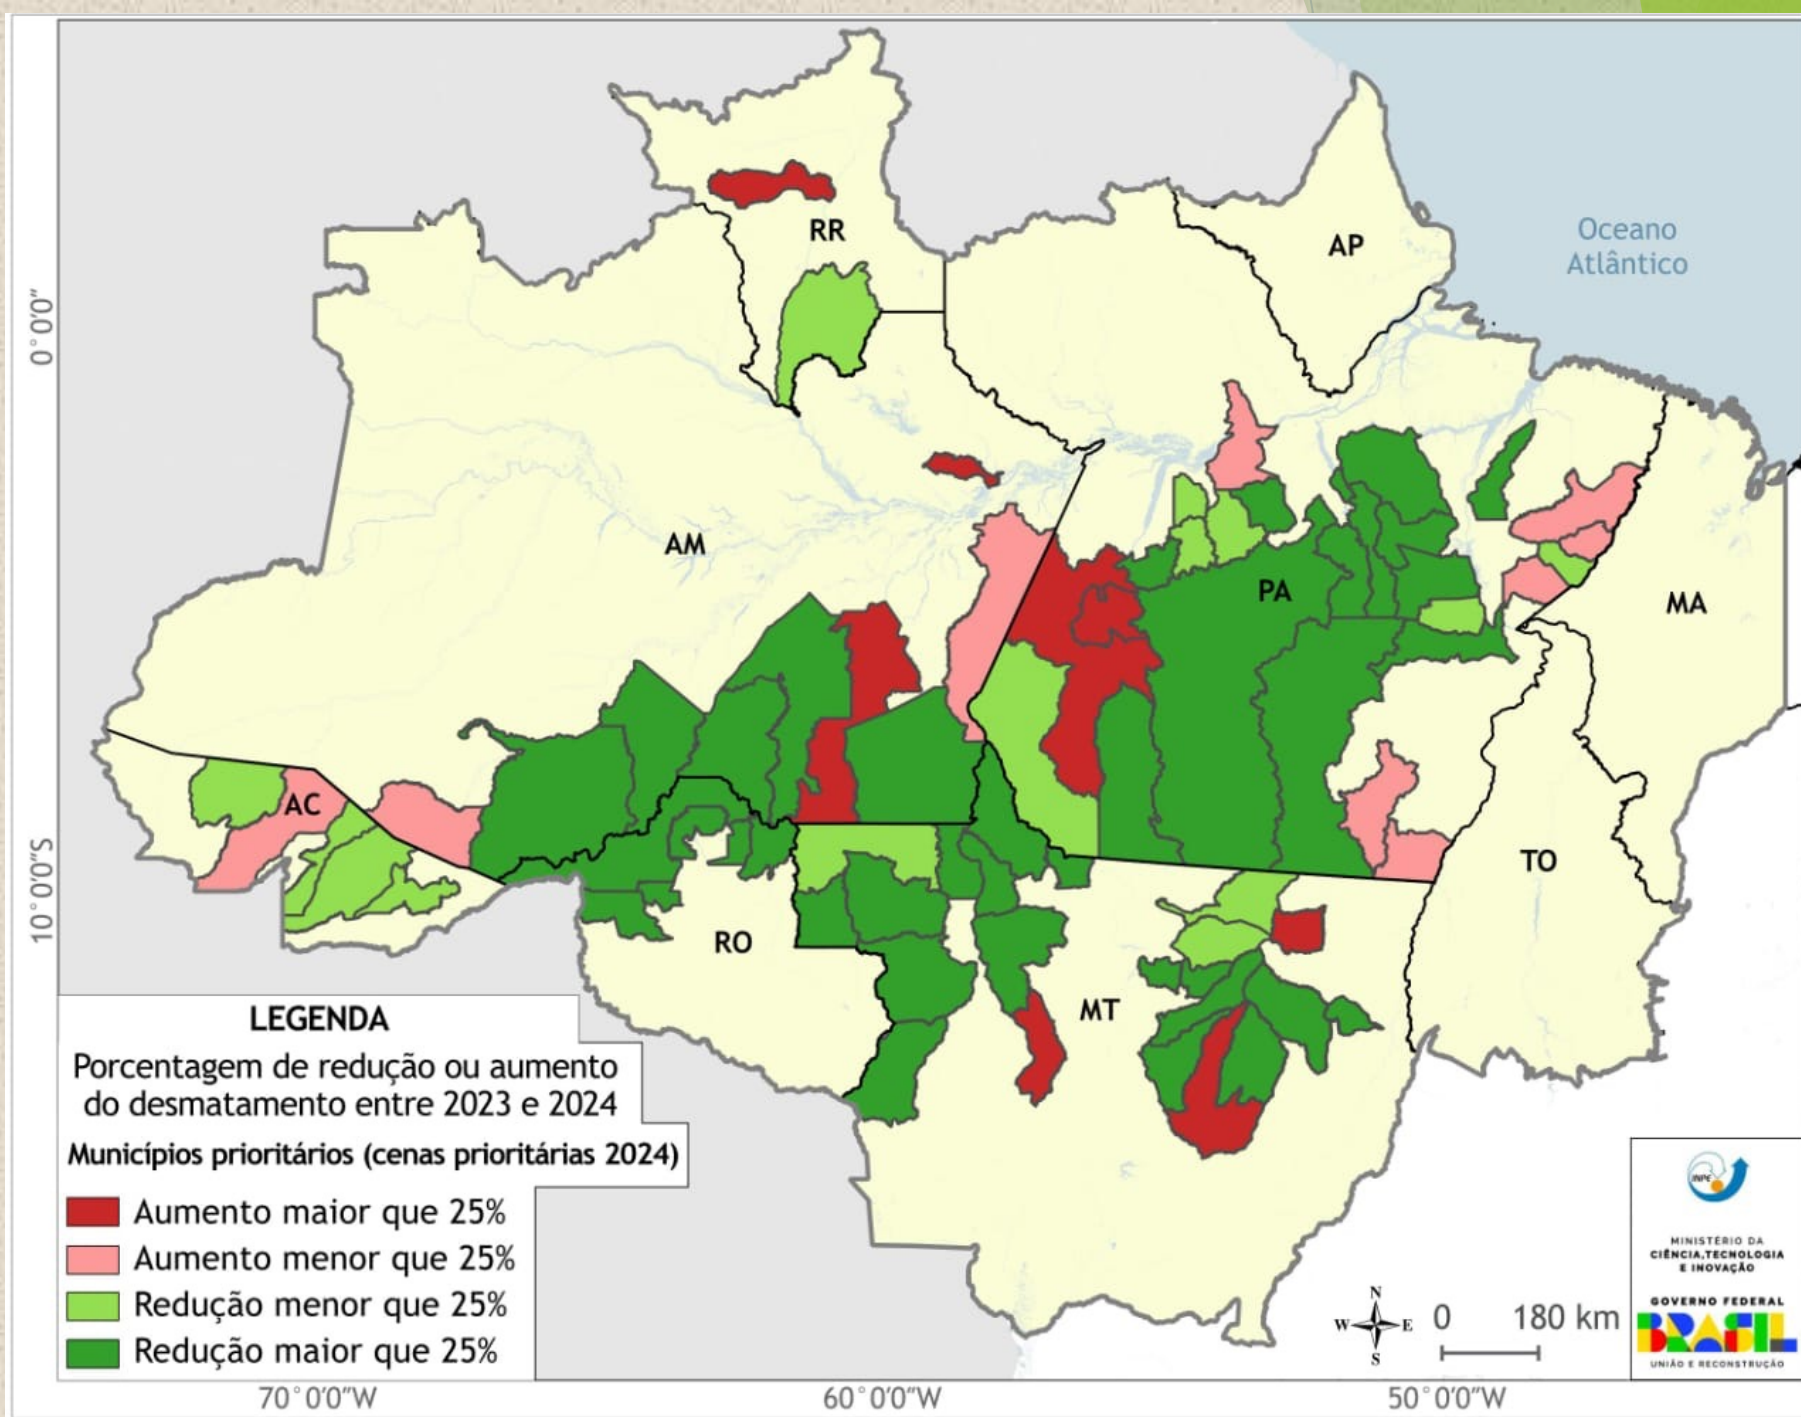 RR
AP
Oceano
Atlântico
0°0'0"
AM
PA
MA
AC
TO
10°0'0"S
RO
MT
LEGENDA
Porcentagem de redução ou aumento
do desmatamento entre 2023 e 2024
Municípios prioritários (cenas prioritárias 2024)
Aumento maior que 25%
Aumento menor que 25%
Redução menor que 25%
Redução maior que 25%
N
W E
S
0 180 km
INPE
MINISTÉRIO DA
CIÊNCIA,TECNOLOGIA
E INOVAÇÃO
GOVERNO FEDERAL
BRASIL
UNIÃO E RECONSTRUÇÃO
70°0'0"W 60°0'0"W 50°0'0"W